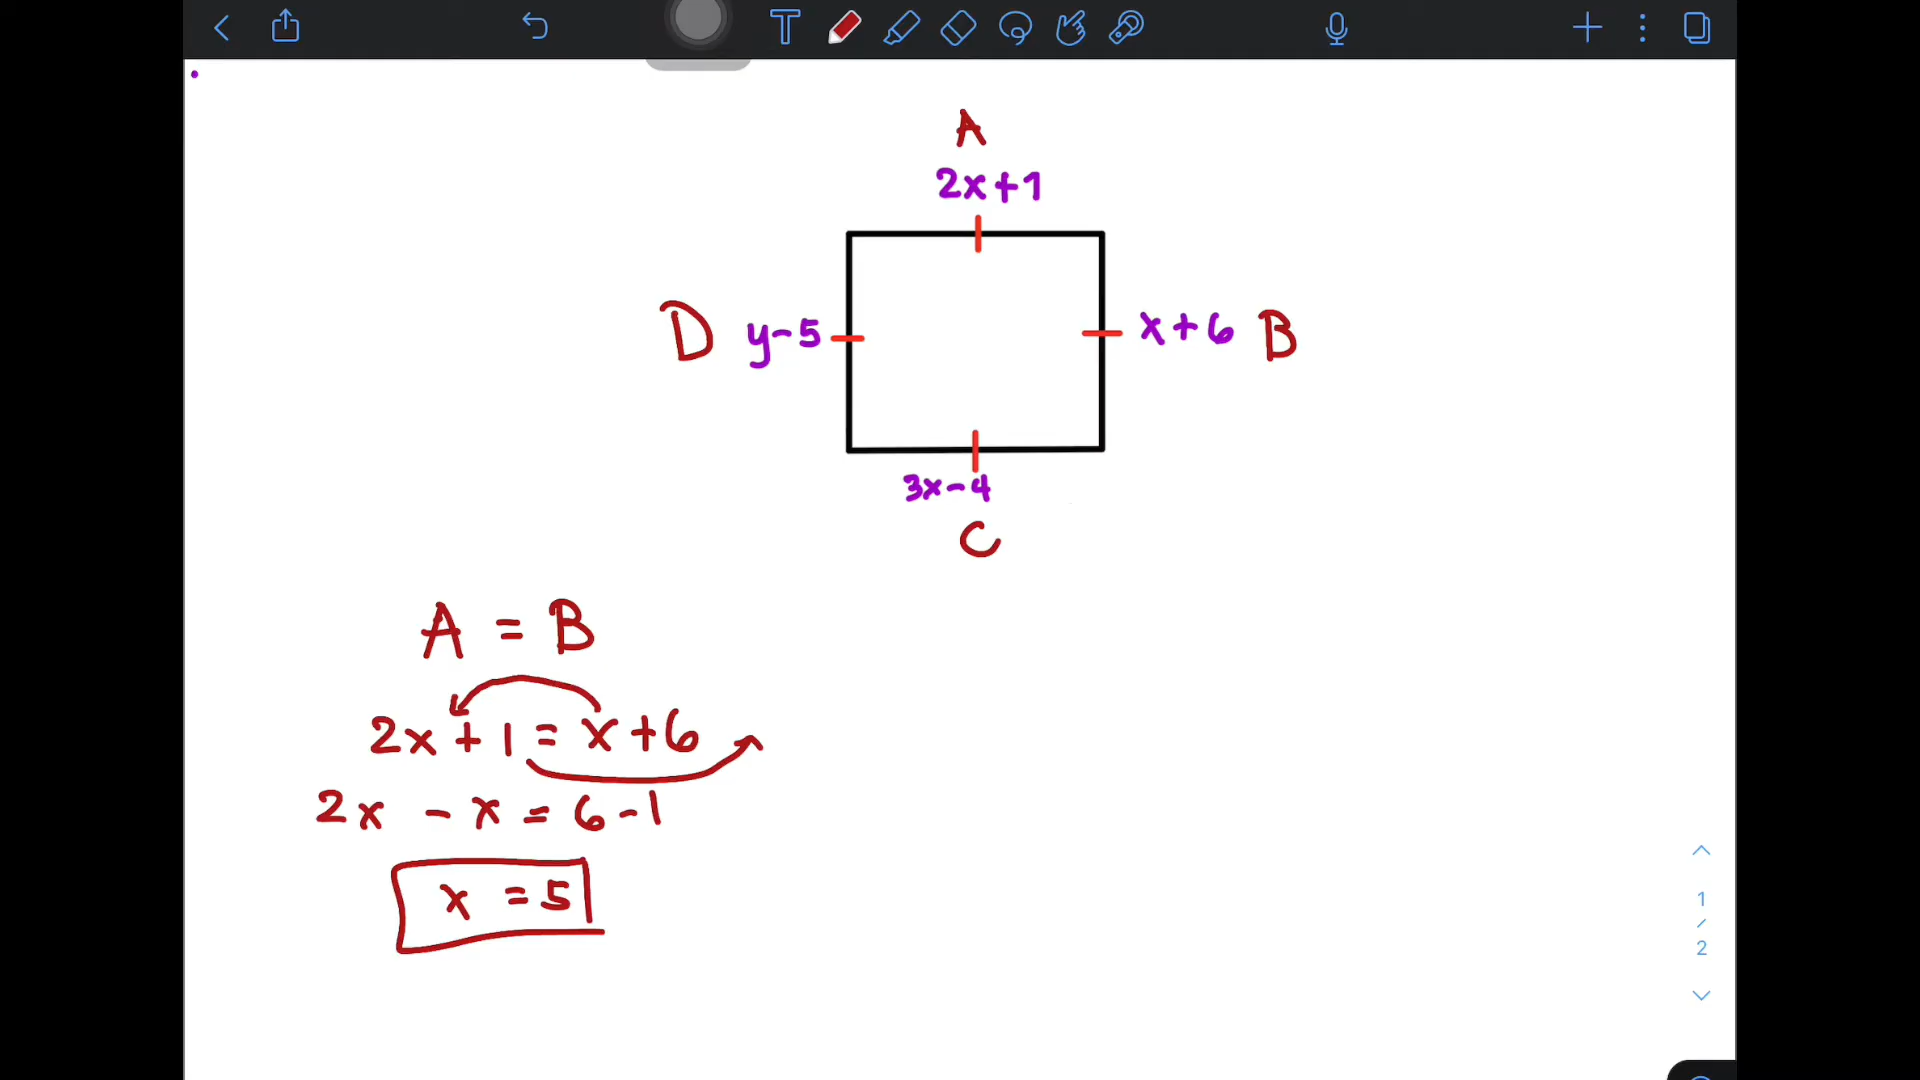 A
2x+1
D y-5 x+6 B
3x-4
C
A = B
2x+1=x+6
2x - x = 6-1
x = 5
1
/
2